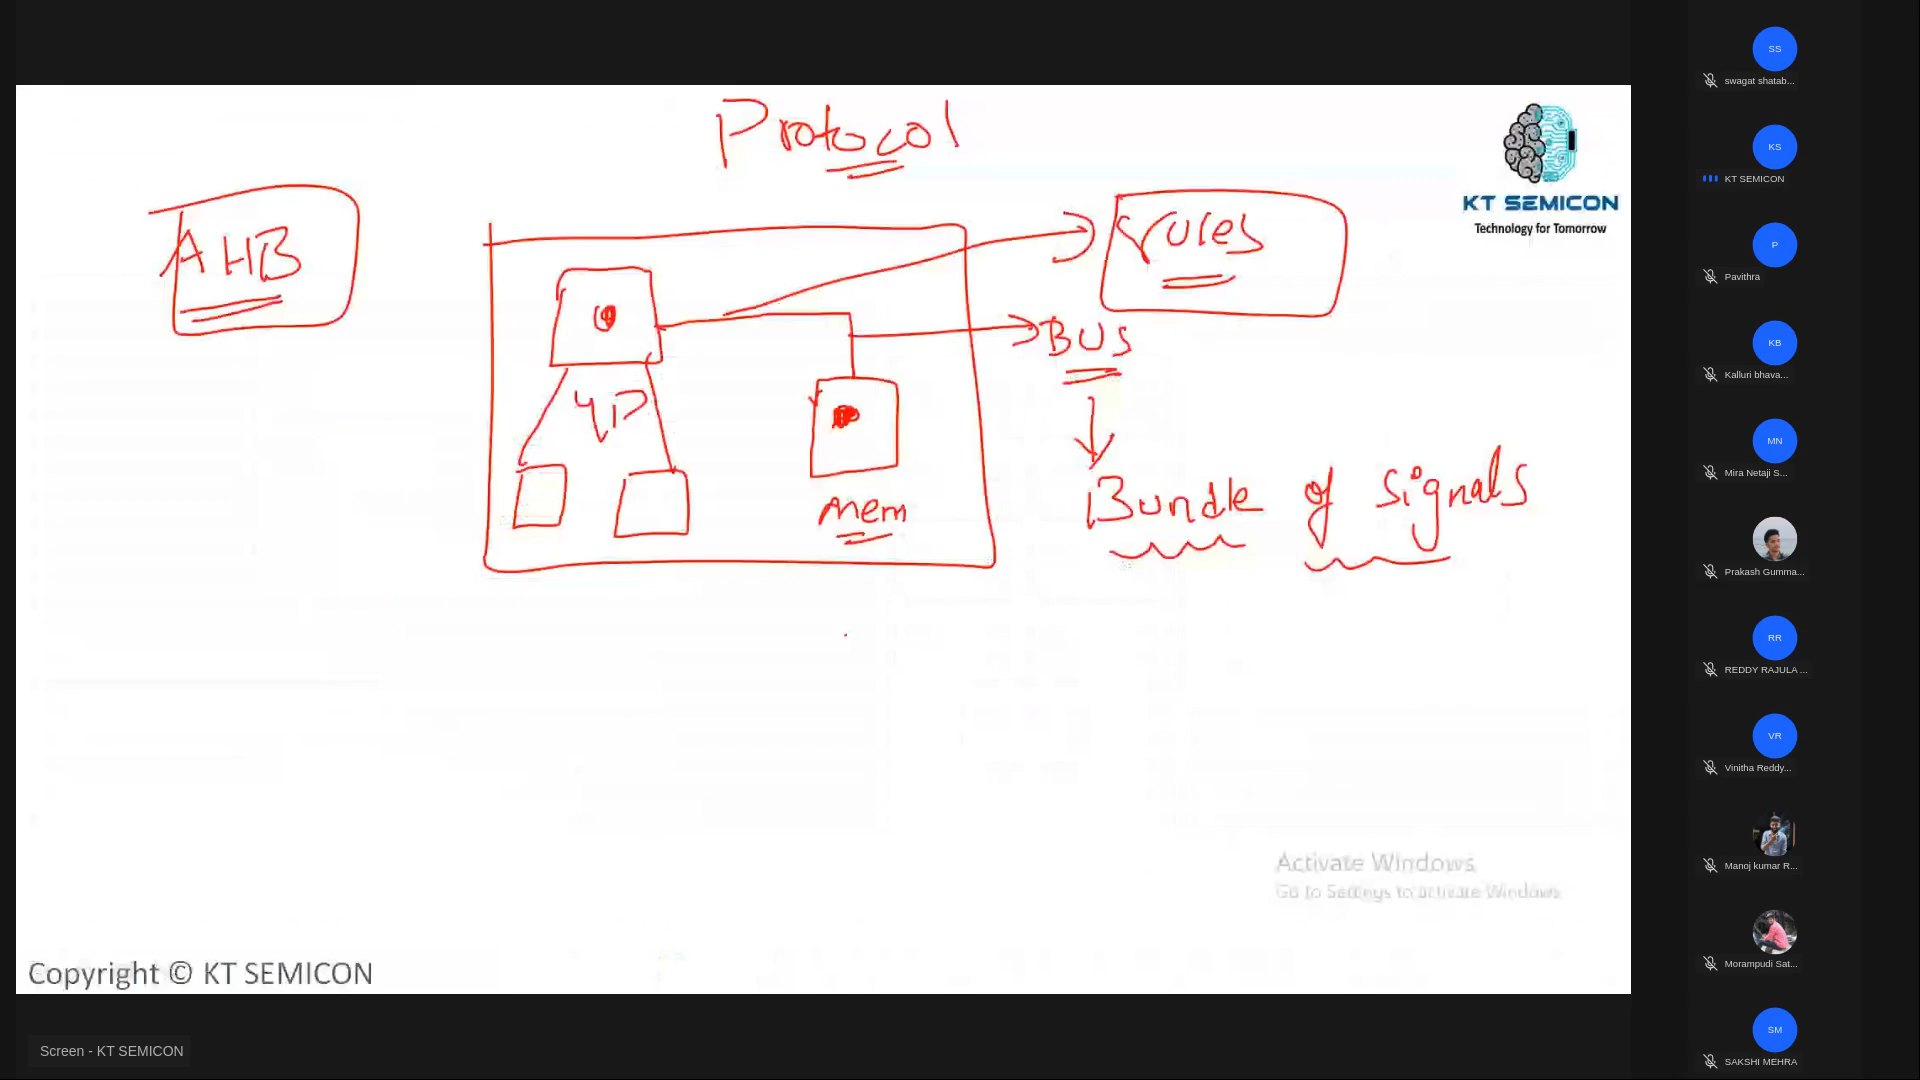 Protocol
KT SEMICON
Technology for Tomorrow
AHB
rules
BUS
Bundle of signals
mem
Activate Windows
Go to Settings to activate Windows.
Copyright © KT SEMICON
Screen - KT SEMICON
SS
swagat shatab...
KS
KT SEMICON
P
Pavithra
KB
Kalluri bhava...
MN
Mira Netaji S...
Prakash Gumma...
RR
REDDY RAJULA ...
VR
Vinitha Reddy...
Manoj kumar R...
Morampudi Sat...
SM
SAKSHI MEHRA